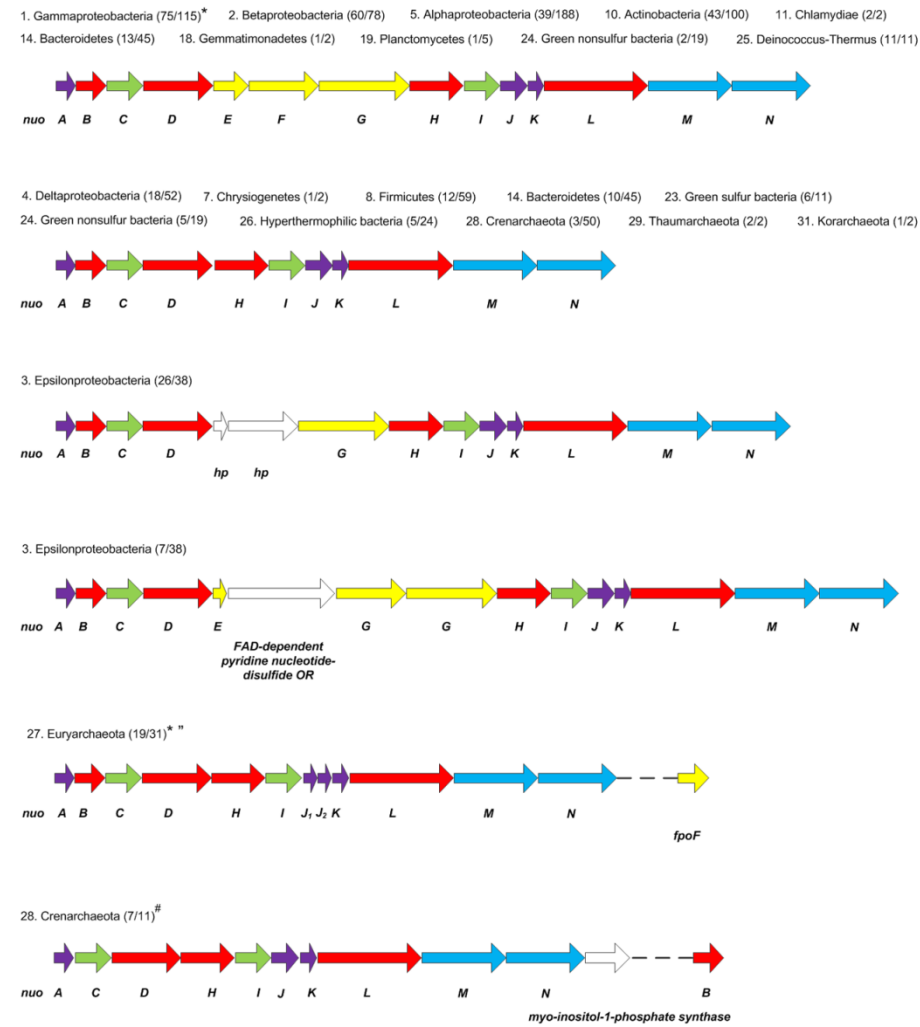 1. Gammaproteobacteria (75/115)* 2. Betaproteobacteria (60/78) 5. Alphaproteobacteria (39/188) 10. Actinobacteria (43/100) 11. Chlamydiae (2/2)
14. Bacteroidetes (13/45) 18. Gemmatimonadetes (1/2) 19. Planctomycetes (1/5) 24. Green nonsulfur bacteria (2/19) 25. Deinococcus-Thermus (11/11)
nuo A B C D E F G H I J K L M N
4. Deltaproteobacteria (18/52) 7. Chrysiogenetes (1/2) 8. Firmicutes (12/59) 14. Bacteroidetes (10/45) 23. Green sulfur bacteria (6/11)
24. Green nonsulfur bacteria (5/19) 26. Hyperthermophilic bacteria (5/24) 28. Crenarchaeota (3/50) 29. Thaumarchaeota (2/2) 31. Korarchaeota (1/2)
nuo A B C D H I J K L M N
3. Epsilonproteobacteria (26/38)
nuo A B C D G H I J K L M N
hp hp
3. Epsilonproteobacteria (7/38)
nuo A B C D E G G H I J K L M N
FAD-dependent
pyridine nucleotide-
disulfide OR
27. Euryarchaeota (19/31)* "
nuo A B C D H I J1 J2 K L M N
fpoF
28. Crenarchaeota (7/11)#
nuo A C D H I J K L M N B
myo-inositol-1-phosphate synthase